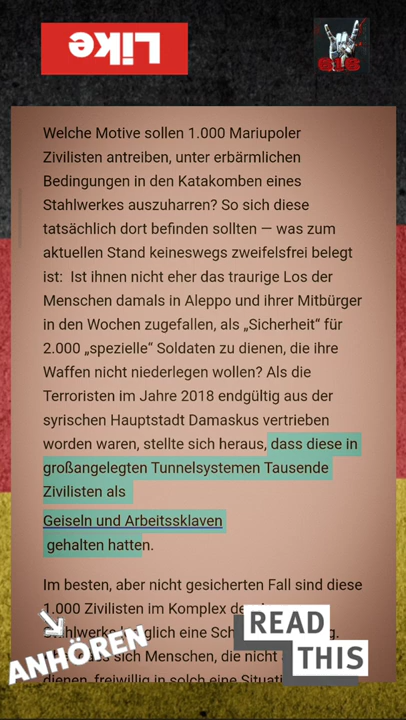 Like
Welche Motive sollen 1.000 Mariupoler
Zivilisten antreiben, unter erbärmlichen
Bedingungen in den Katakomben eines
Stahlwerkes auszuharren? So sich diese
tatsächlich dort befinden sollten — was zum
aktuellen Stand keineswegs zweifelsfrei belegt
ist:  Ist ihnen nicht eher das traurige Los der
Menschen damals in Aleppo und ihrer Mitbürger
in den Wochen zugefallen, als „Sicherheit“ für
2.000 „spezielle“ Soldaten zu dienen, die ihre
Waffen nicht niederlegen wollen? Als die
Terroristen im Jahre 2018 endgültig aus der
syrischen Hauptstadt Damaskus vertrieben
worden waren, stellte sich heraus, dass diese in
großangelegten Tunnelsystemen Tausende
Zivilisten als
Geiseln und Arbeitssklaven
gehalten hatten.
Im besten, aber nicht gesicherten Fall sind diese
1.000 Zivilisten im Komplex
eine
sich Menschen, die nicht
dienen, freiwillig in solch eine
ANHÖREN
READ
THIS